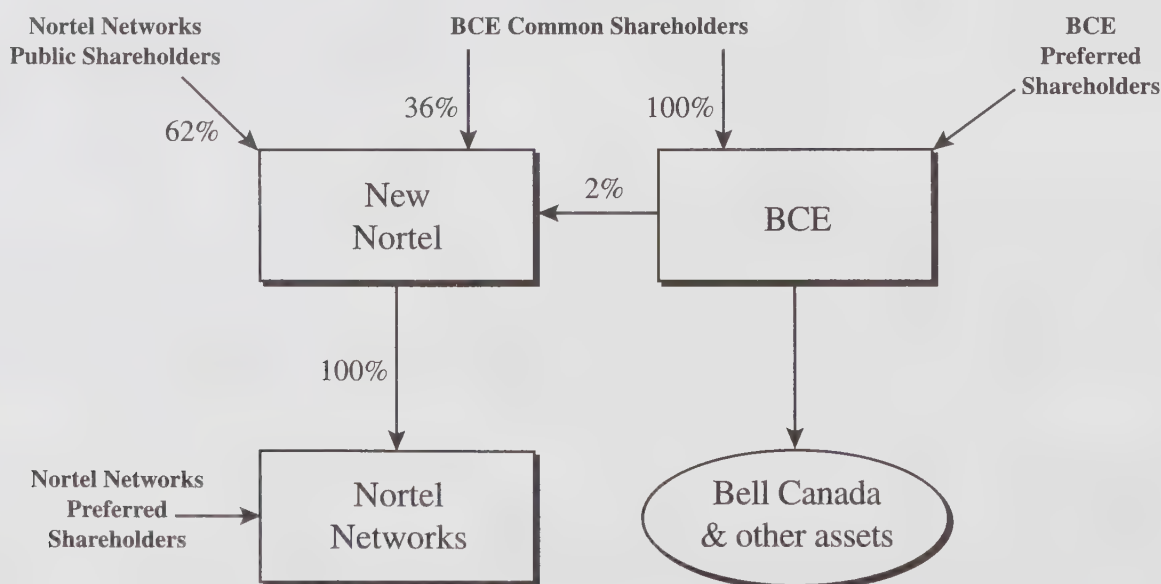 Nortel Networks
Public Shareholders
BCE Common Shareholders
BCE
Preferred
Shareholders
62%
36%
100%
New
Nortel
2%
BCE
100%
Nortel Networks
Preferred
Shareholders
Nortel
Networks
Bell Canada
& other assets